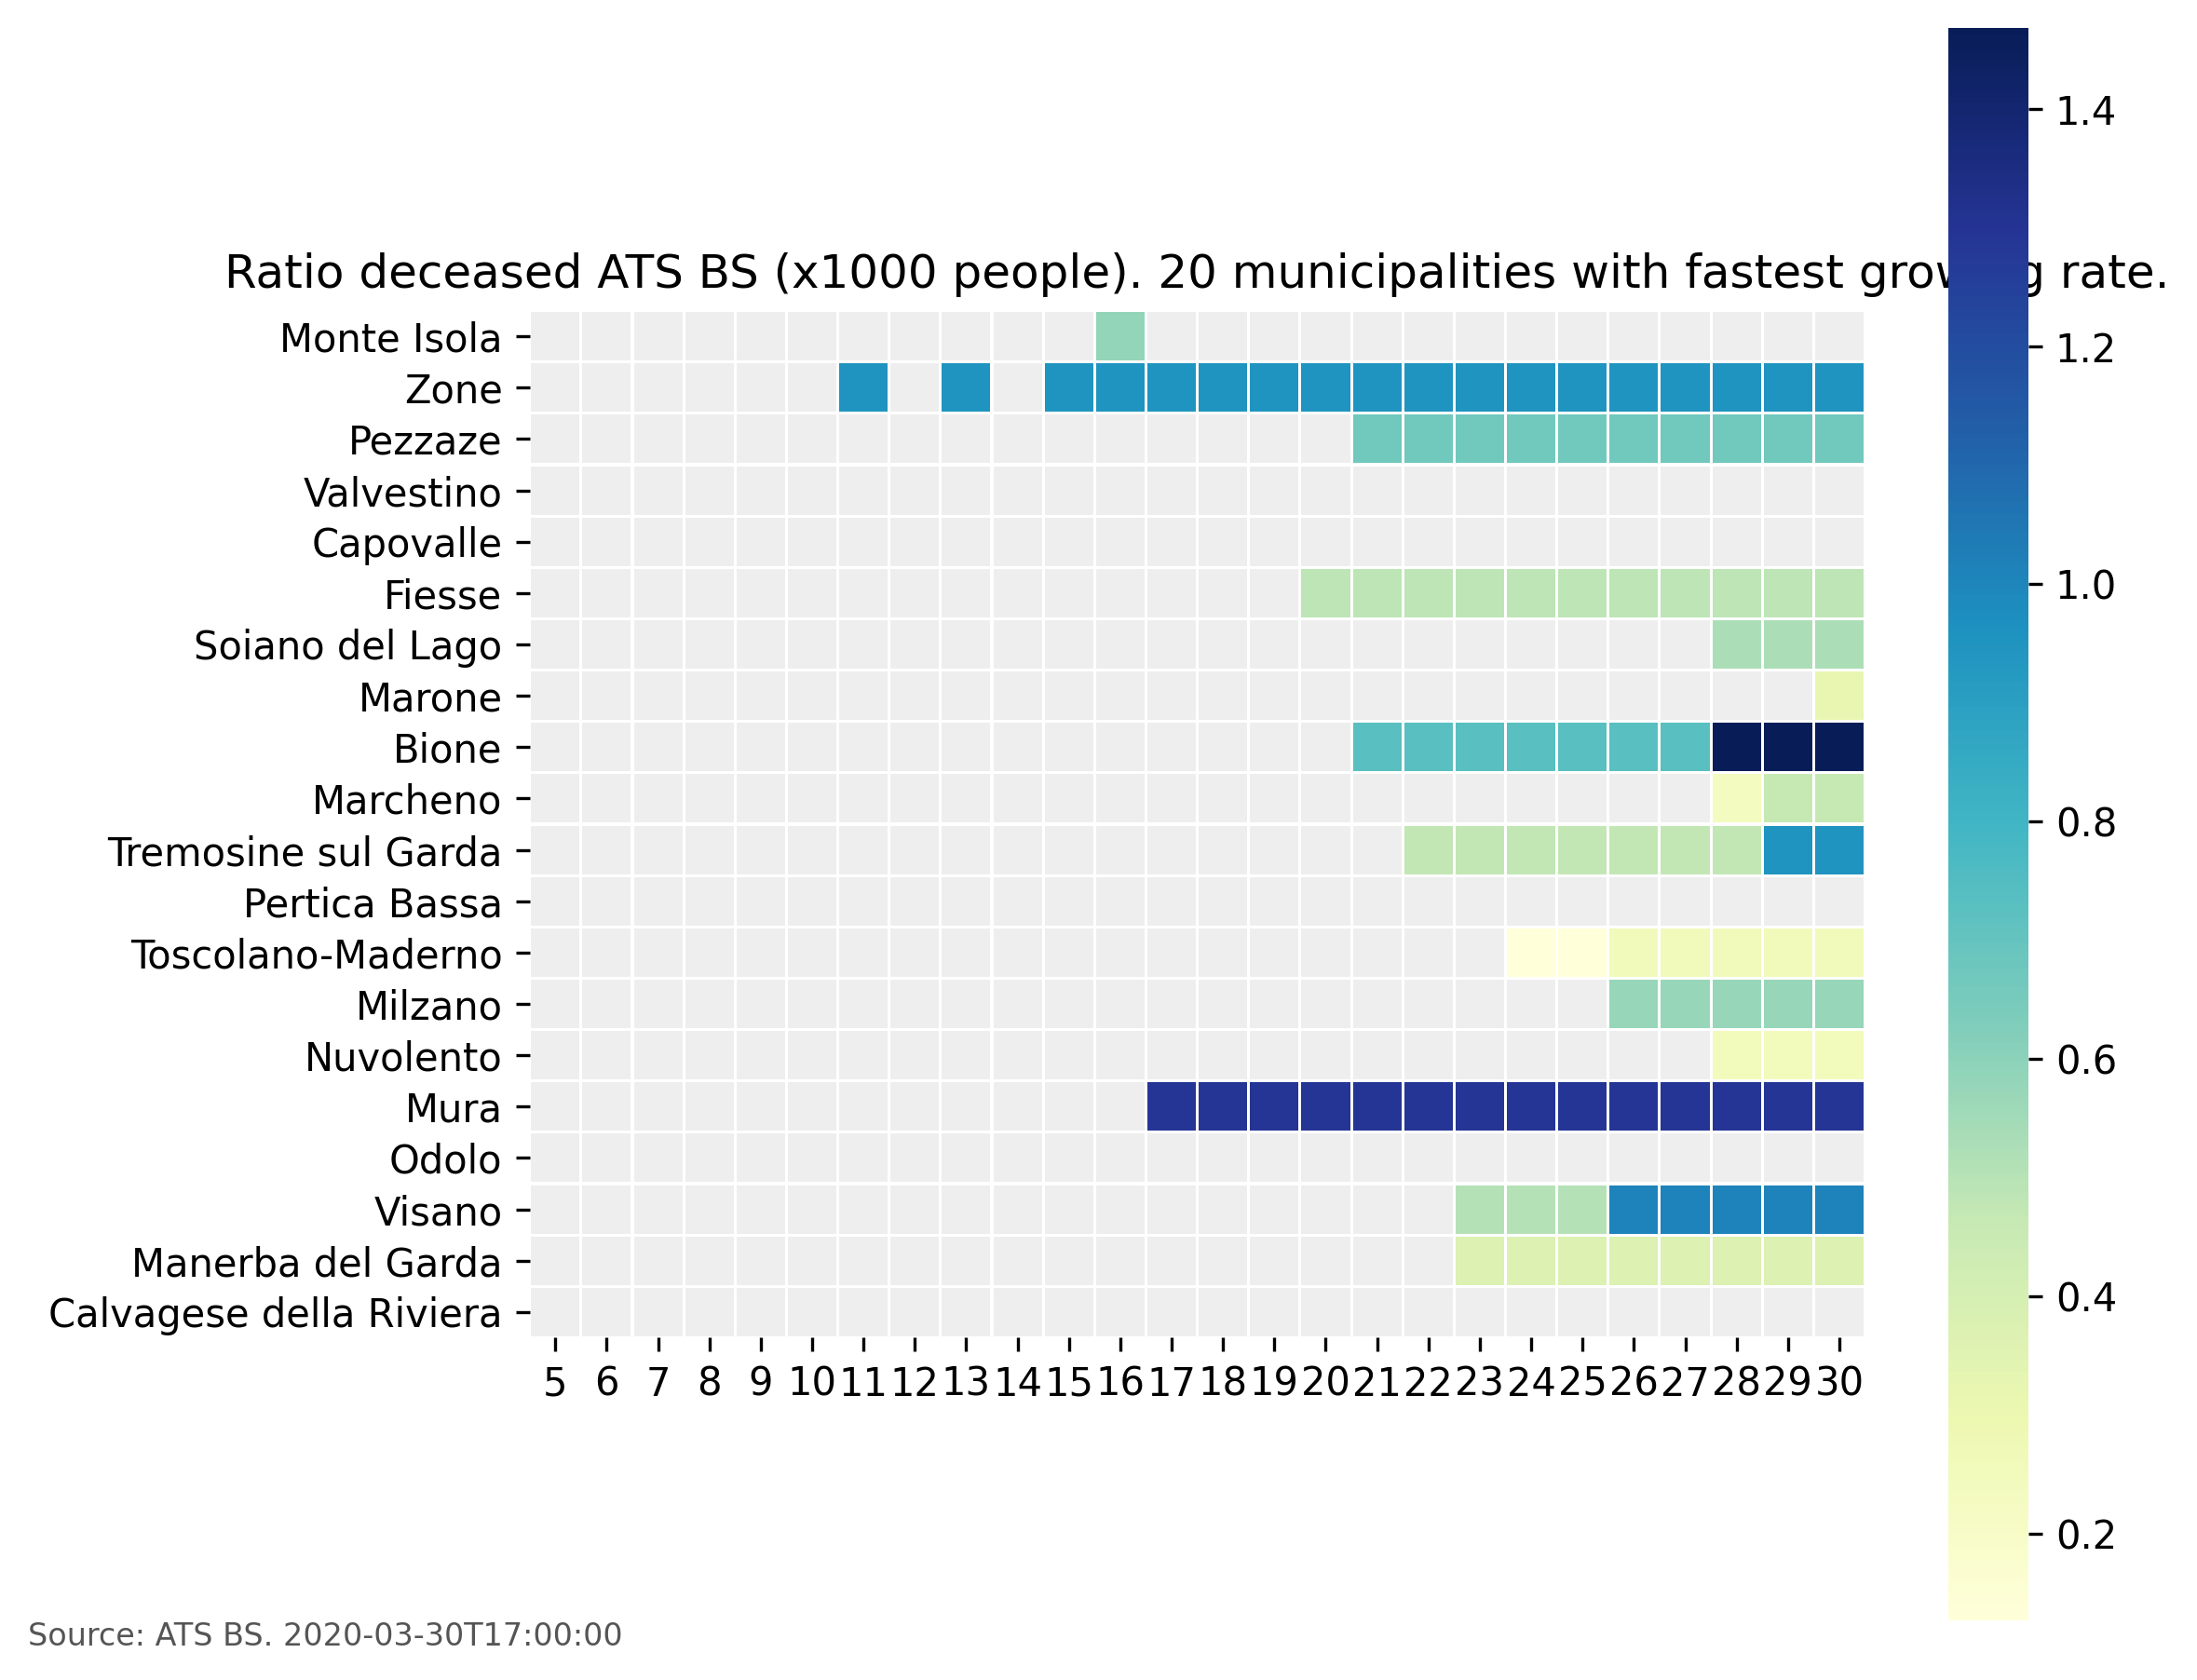 Ratio deceased ATS BS (x1000 people). 20 municipalities with fastest g rate.
Monte Isola
Zone
Pezzaze
Valvestino
Capovalle
Fiesse
Soiano del Lago
Marone
Bione
Marcheno
Tremosine sul Garda
Pertica Bassa
Toscolano-Maderno
Milzano
Nuvolento
Mura
Odolo
Visano
Manerba del Garda
Calvagese della Riviera
5 6 7 8 9 10 11 12 13 14 15 16 17 18 19 20 21 22 23 24 25 26 27 28 29 30
1.4
1.2
1.0
0.8
0.6
0.4
0.2
Source: ATS BS. 2020-03-30T17:00:00